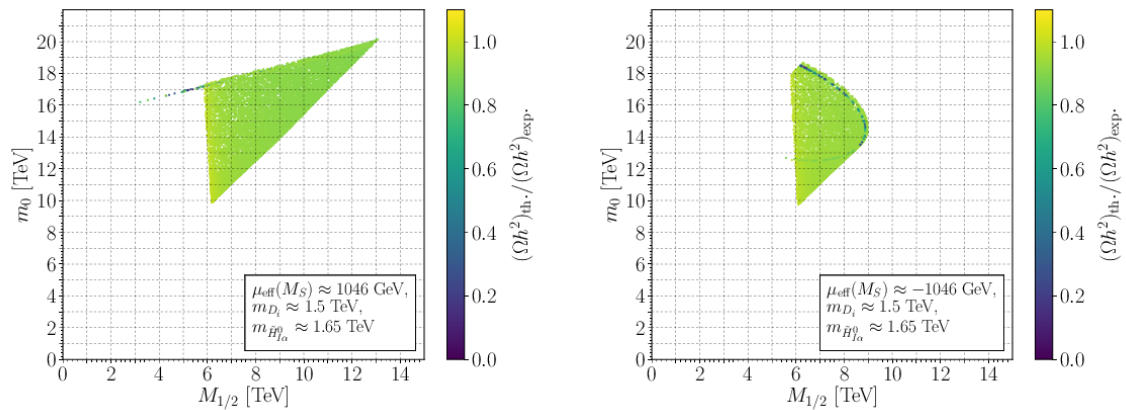 20
18
16
14
12
10
8
6
4
2
0
m₀ [TeV]
0 2 4 6 8 10 12 14
M₁/₂ [TeV]
μeff(MS) ≈ 1046 GeV,
mDᵢ ≈ 1.5 TeV,
mH̃⁰Iα ≈ 1.65 TeV
1.0
0.8
0.6
0.4
0.2
0.0
(Ωh²)th./(Ωh²)exp.
20
18
16
14
12
10
8
6
4
2
0
m₀ [TeV]
0 2 4 6 8 10 12 14
M₁/₂ [TeV]
μeff(MS) ≈ −1046 GeV,
mDᵢ ≈ 1.5 TeV,
mH̃⁰Iα ≈ 1.65 TeV
1.0
0.8
0.6
0.4
0.2
0.0
(Ωh²)th./(Ωh²)exp.